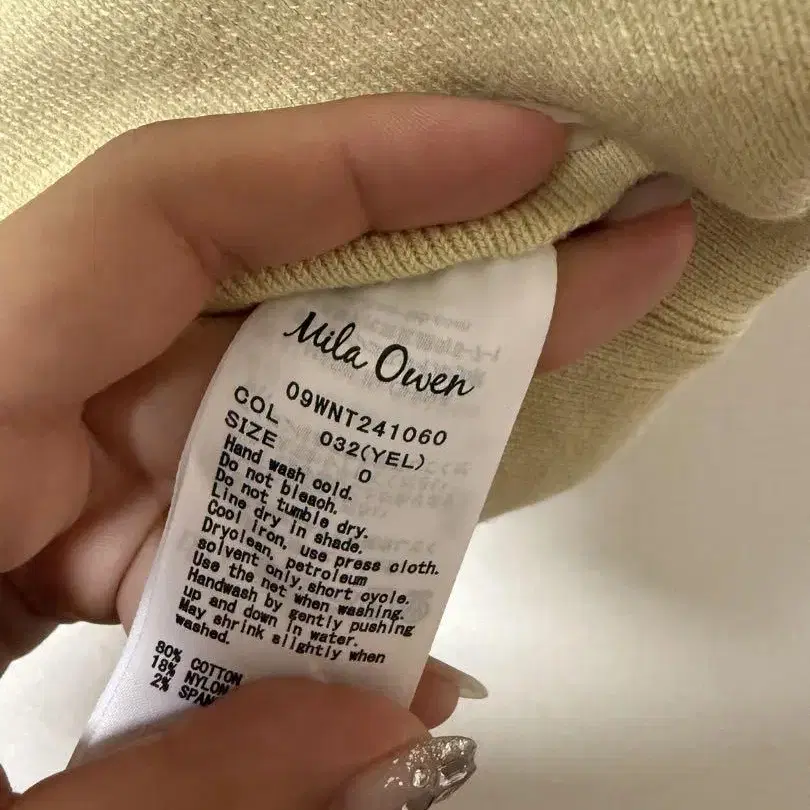 Mila Owen
09WNT241060
COL 032(YEL)
SIZE 0
Hand wash cold.
Do not bleach.
Do not tumble dry.
Line dry in shade.
Cool iron, use press cloth.
Dryclean, petroleum
solvent only, short cycle.
Use the net when washing.
Handwash by gently pushing
up and down in water.
May shrink slightly when
washed.
80% COTTON
18% NYLON
2%